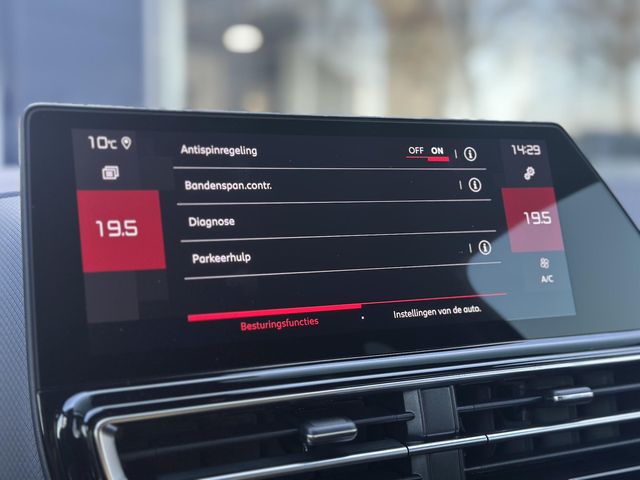 10°C
14:29
Antispinregeling OFF ON
Bandenspan.contr.
19.5
19.5
Diagnose
Parkeerhulp
A/C
Besturingsfuncties
Instellingen van de auto.